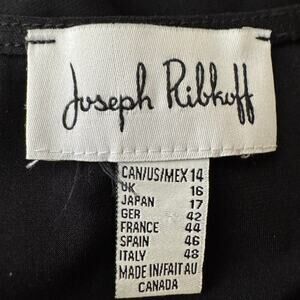 Joseph Ribkoff
CAN/US/MEX 14
UK 16
JAPAN 17
GER 42
FRANCE 44
SPAIN 46
ITALY 48
MADE IN/FAIT AU
CANADA